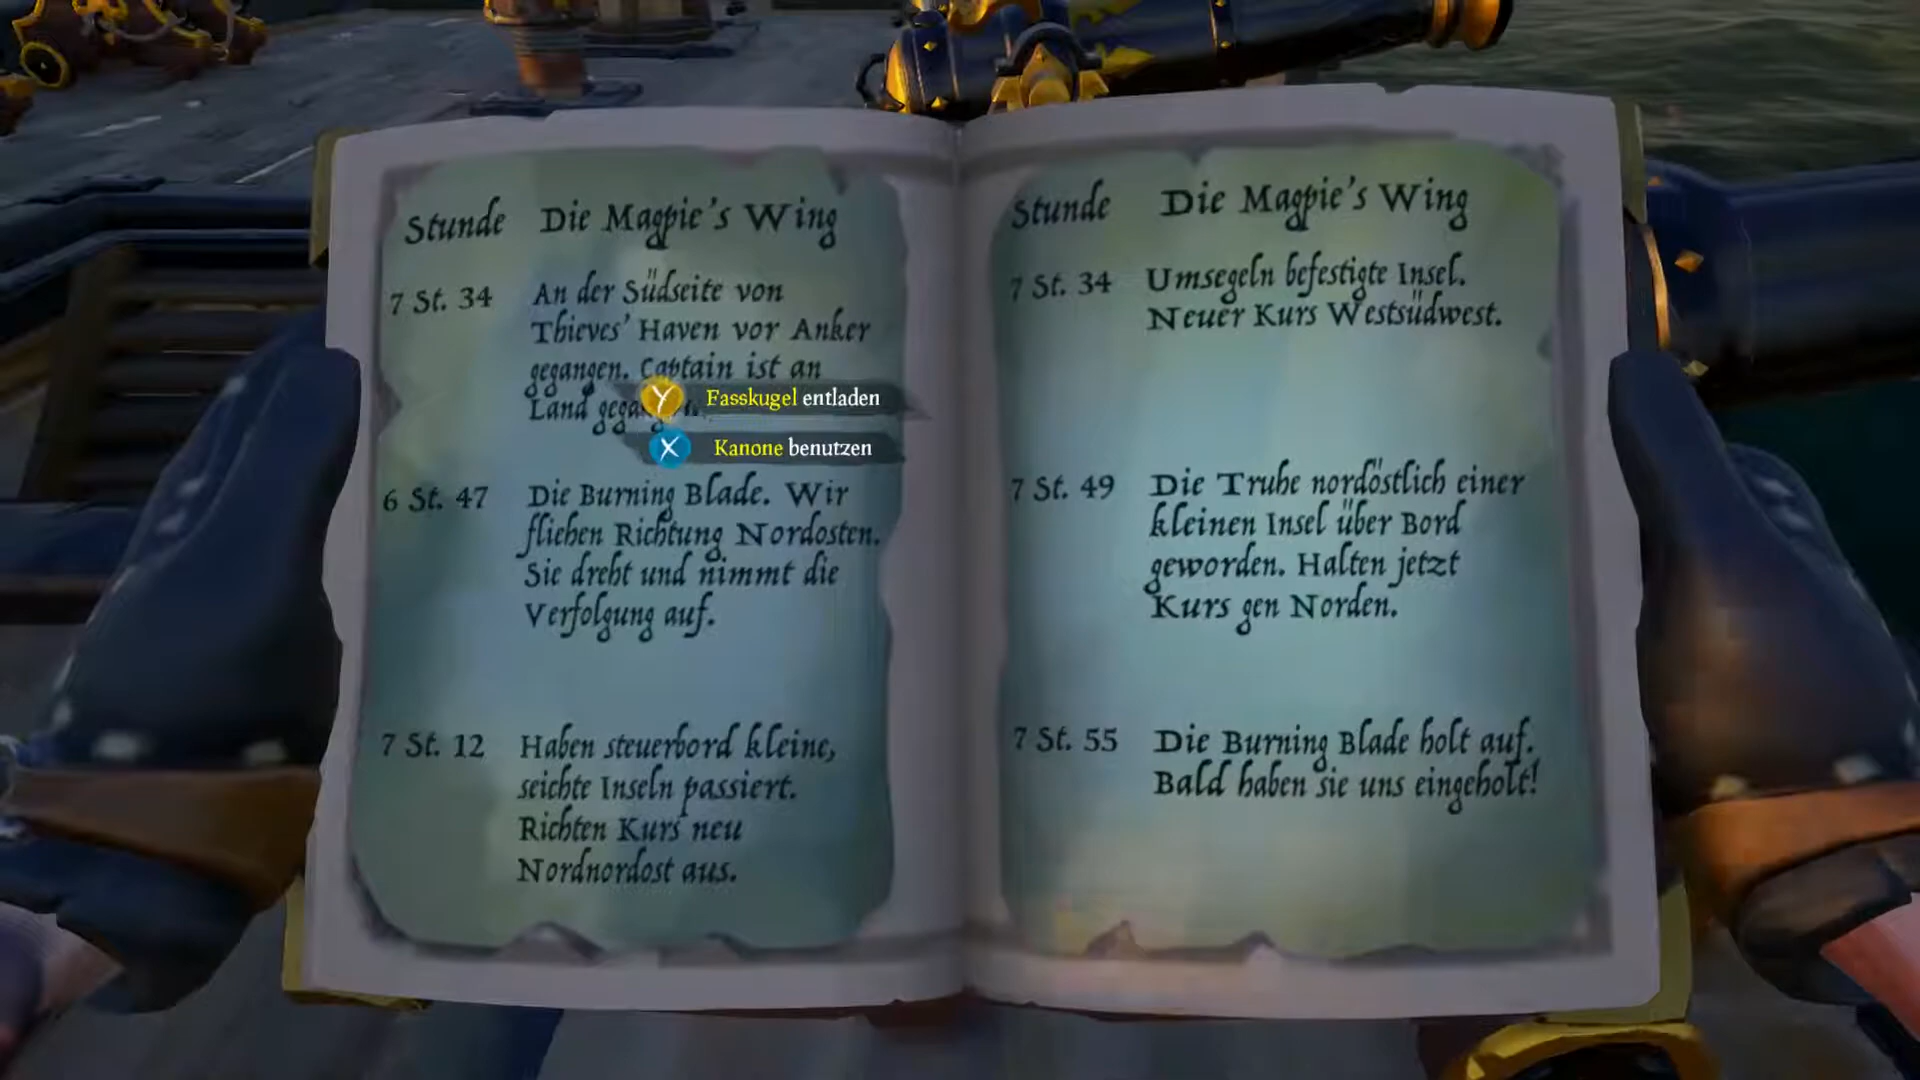 Stunde Die Magpie's Wing
7 St. 34 An der Südseite von
Thieves' Haven vor Anker
gegangen. Captain ist an
Land
Fasskugel entladen
Kanone benutzen
6 St. 47 Die Burning Blade. Wir
fliehen Richtung Nordosten.
Sie dreht und nimmt die
Verfolgung auf.
7 St. 12 Haben steuerbord kleine,
seichte Inseln passiert.
Richten Kurs neu
Nordnordost aus.
Stunde Die Magpie's Wing
7 St. 34 Umsegeln befestigte Insel.
Neuer Kurs Westsüdwest.
7 St. 49 Die Truhe nordöstlich einer
kleinen Insel über Bord
geworden. Halten jetzt
Kurs gen Norden.
7 St. 55 Die Burning Blade holt auf.
Bald haben sie uns eingeholt!